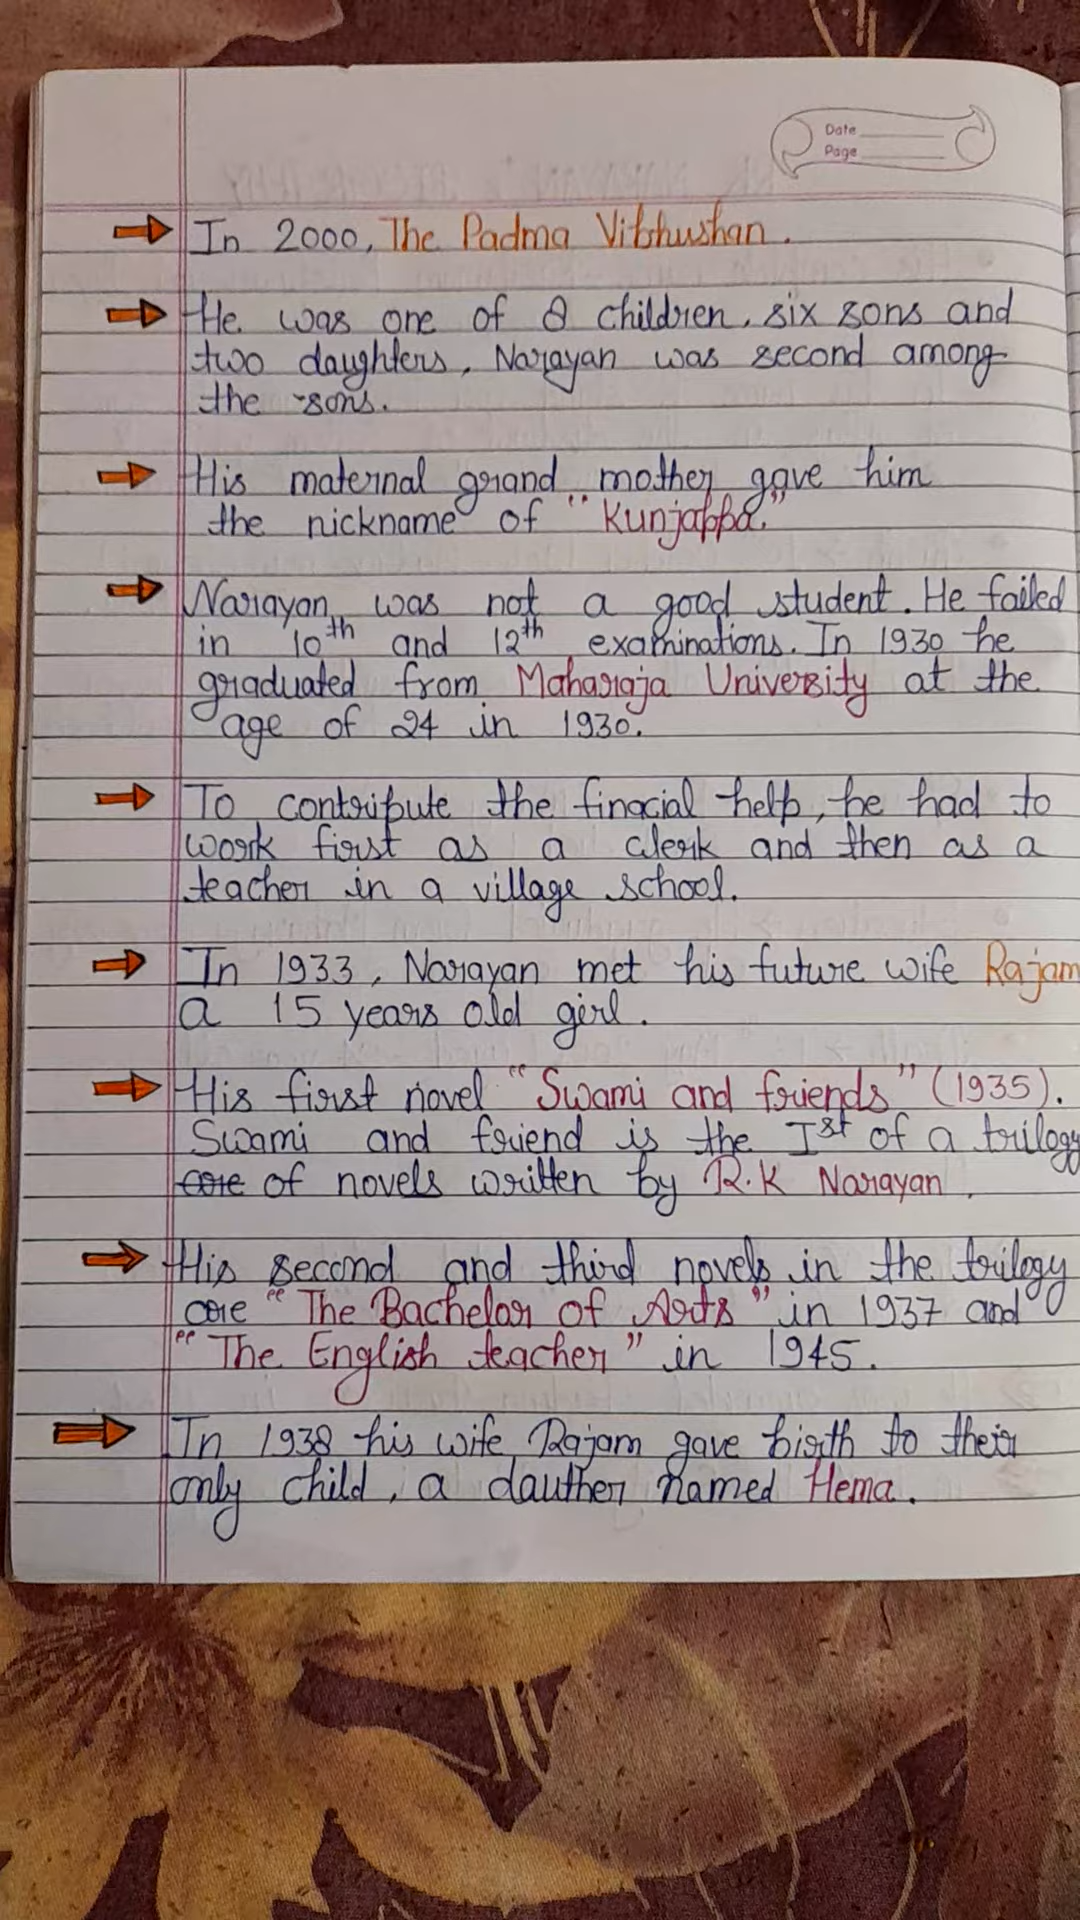 Date
Page
In 2000, The Padma Vibhushan.
He was one of 8 children, six sons and
two daughters, Narayan was second among
the sons.
His maternal grand mother gave him
the nickname of "Kunjappa."
Narayan was not a good student. He failed
in 10th and 12th examinations. In 1930 he
graduated from Maharaja University at the
age of 24 in 1930.
To contribute the finacial help, he had to
work first as a clerk and then as a
teacher in a village school.
In 1933, Narayan met his future wife Rajam
a 15 years old girl.
His first novel "Swami and friends" (1935).
Swami and friend is the Ist of a trilogy
are of novels written by R.K Narayan.
His second and third novels in the trilogy
are "The Bachelor of Arts" in 1937 and
"The English teacher" in 1945.
In 1938 his wife Rajam gave birth to their
only child, a dauther named Hema.